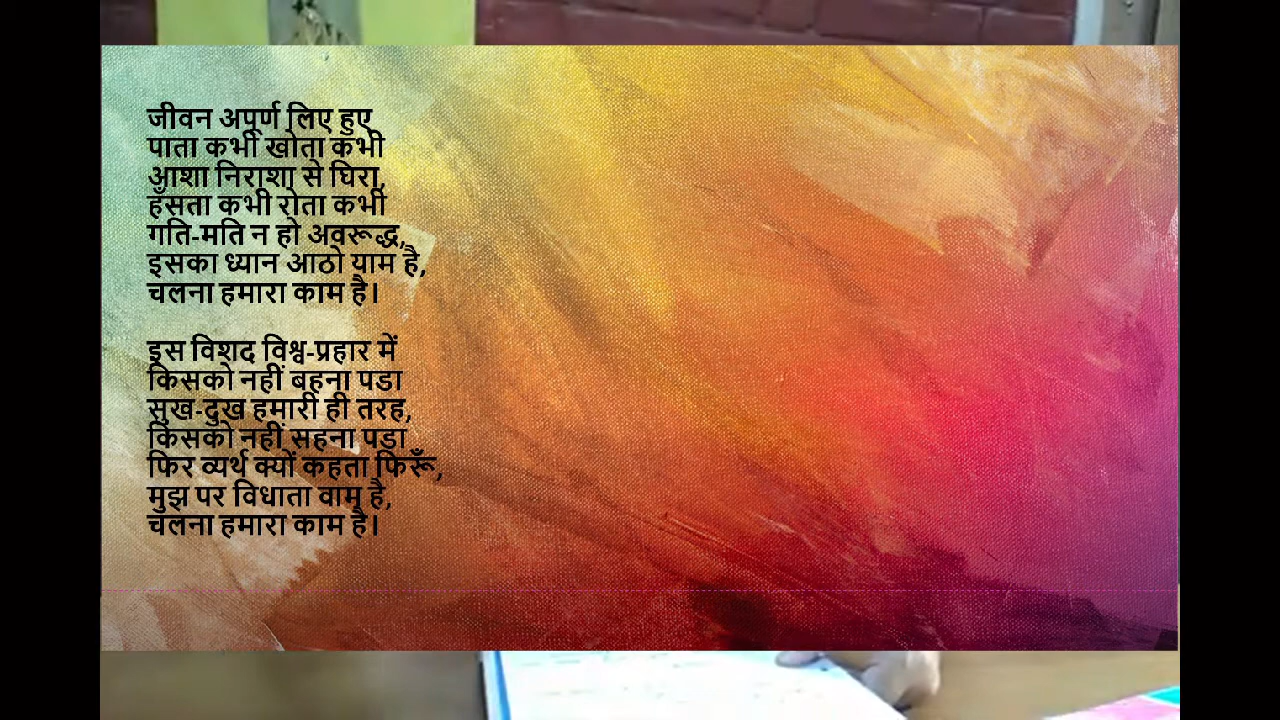 जीवन अपूर्ण लिए हुए
पाता कभी खोता कभी
आशा निराशा से घिरा,
हँसता कभी रोता कभी
गति-मति न हो अवरूद्ध,
इसका ध्यान आठो याम है,
चलना हमारा काम है।
इस विशद विश्व-प्रहार में
किसको नहीं बहना पडा
सुख-दुख हमारी ही तरह,
किसको नहीं सहना पडा
फिर व्यर्थ क्यों कहता फिरूँ,
मुझ पर विधाता वाम है,
चलना हमारा काम है।